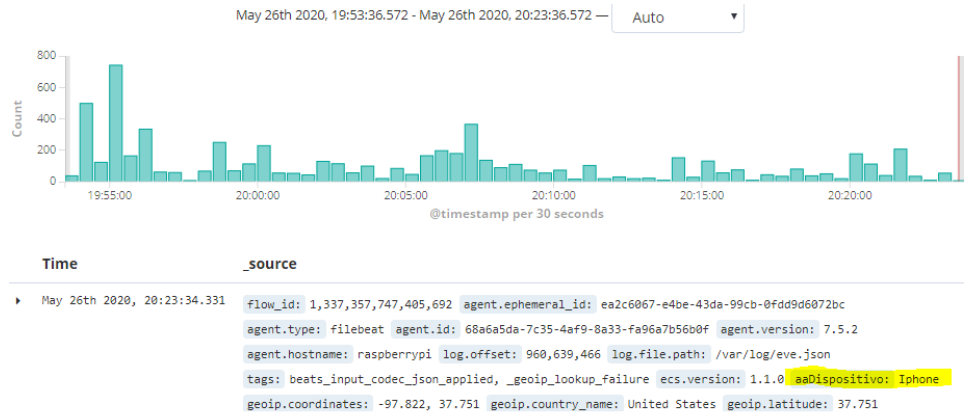 May 26th 2020, 19:53:36.572 - May 26th 2020, 20:23:36.572 — Auto
800
600
400
200
0
Count
19:55:00 20:00:00 20:05:00 20:10:00 20:15:00 20:20:00
@timestamp per 30 seconds
Time _source
May 26th 2020, 20:23:34.331 flow_id: 1,337,357,747,405,692 agent.ephemeral_id: ea2c6067-e4be-43da-99cb-0fdd9d6072bc
agent.type: filebeat agent.id: 68a6a5da-7c35-4af9-8a33-fa96a7b56b0f agent.version: 7.5.2
agent.hostname: raspberrypi log.offset: 960,639,466 log.file.path: /var/log/eve.json
tags: beats_input_codec_json_applied, _geoip_lookup_failure ecs.version: 1.1.0 aaDispositivo: Iphone
geoip.coordinates: -97.822, 37.751 geoip.country_name: United States geoip.latitude: 37.751